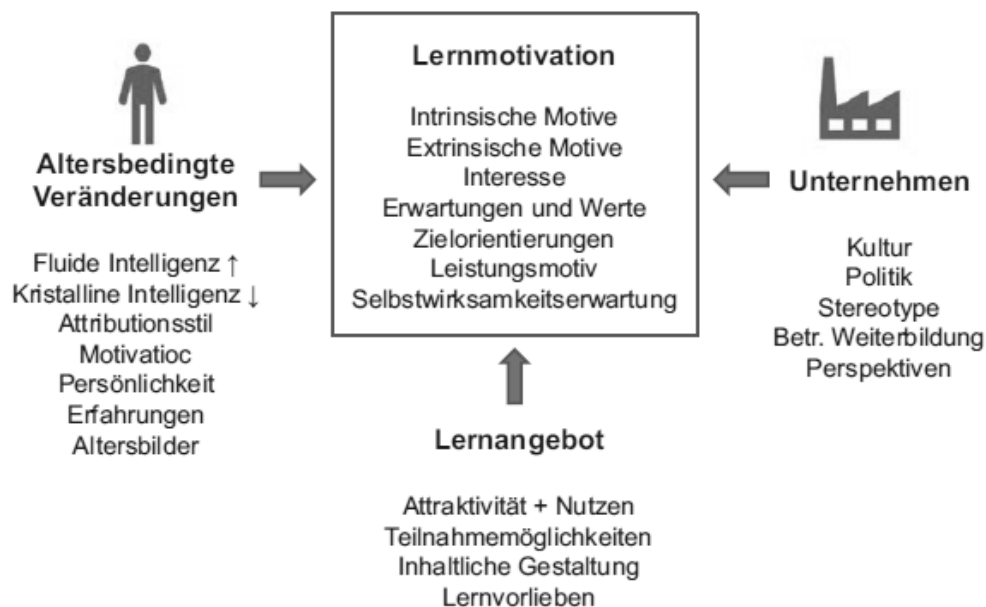 Lernmotivation
Intrinsische Motive
Extrinsische Motive
Interesse
Erwartungen und Werte
Zielorientierungen
Leistungsmotiv
Selbstwirksamkeitserwartung
Altersbedingte
Veränderungen
Fluide Intelligenz ↑
Kristalline Intelligenz ↓
Attributionsstil
Motivatioc
Persönlichkeit
Erfahrungen
Altersbilder
Unternehmen
Kultur
Politik
Stereotype
Betr. Weiterbildung
Perspektiven
Lernangebot
Attraktivität + Nutzen
Teilnahmemöglichkeiten
Inhaltliche Gestaltung
Lernvorlieben